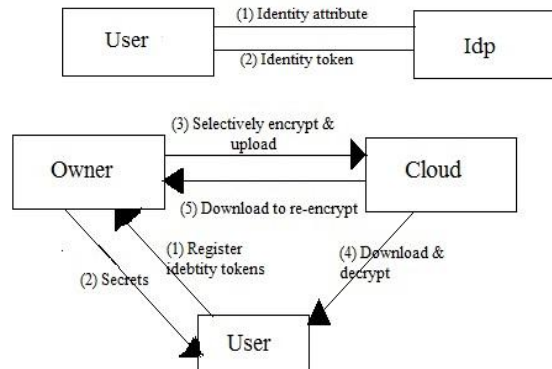 (1) Identity attribute
User
Idp
(2) Identity token
(3) Selectively encrypt &
upload
Owner
Cloud
(5) Download to re-encrypt
(1) Register
idebtity tokens
(4) Download &
decrypt
(2) Secrets
User